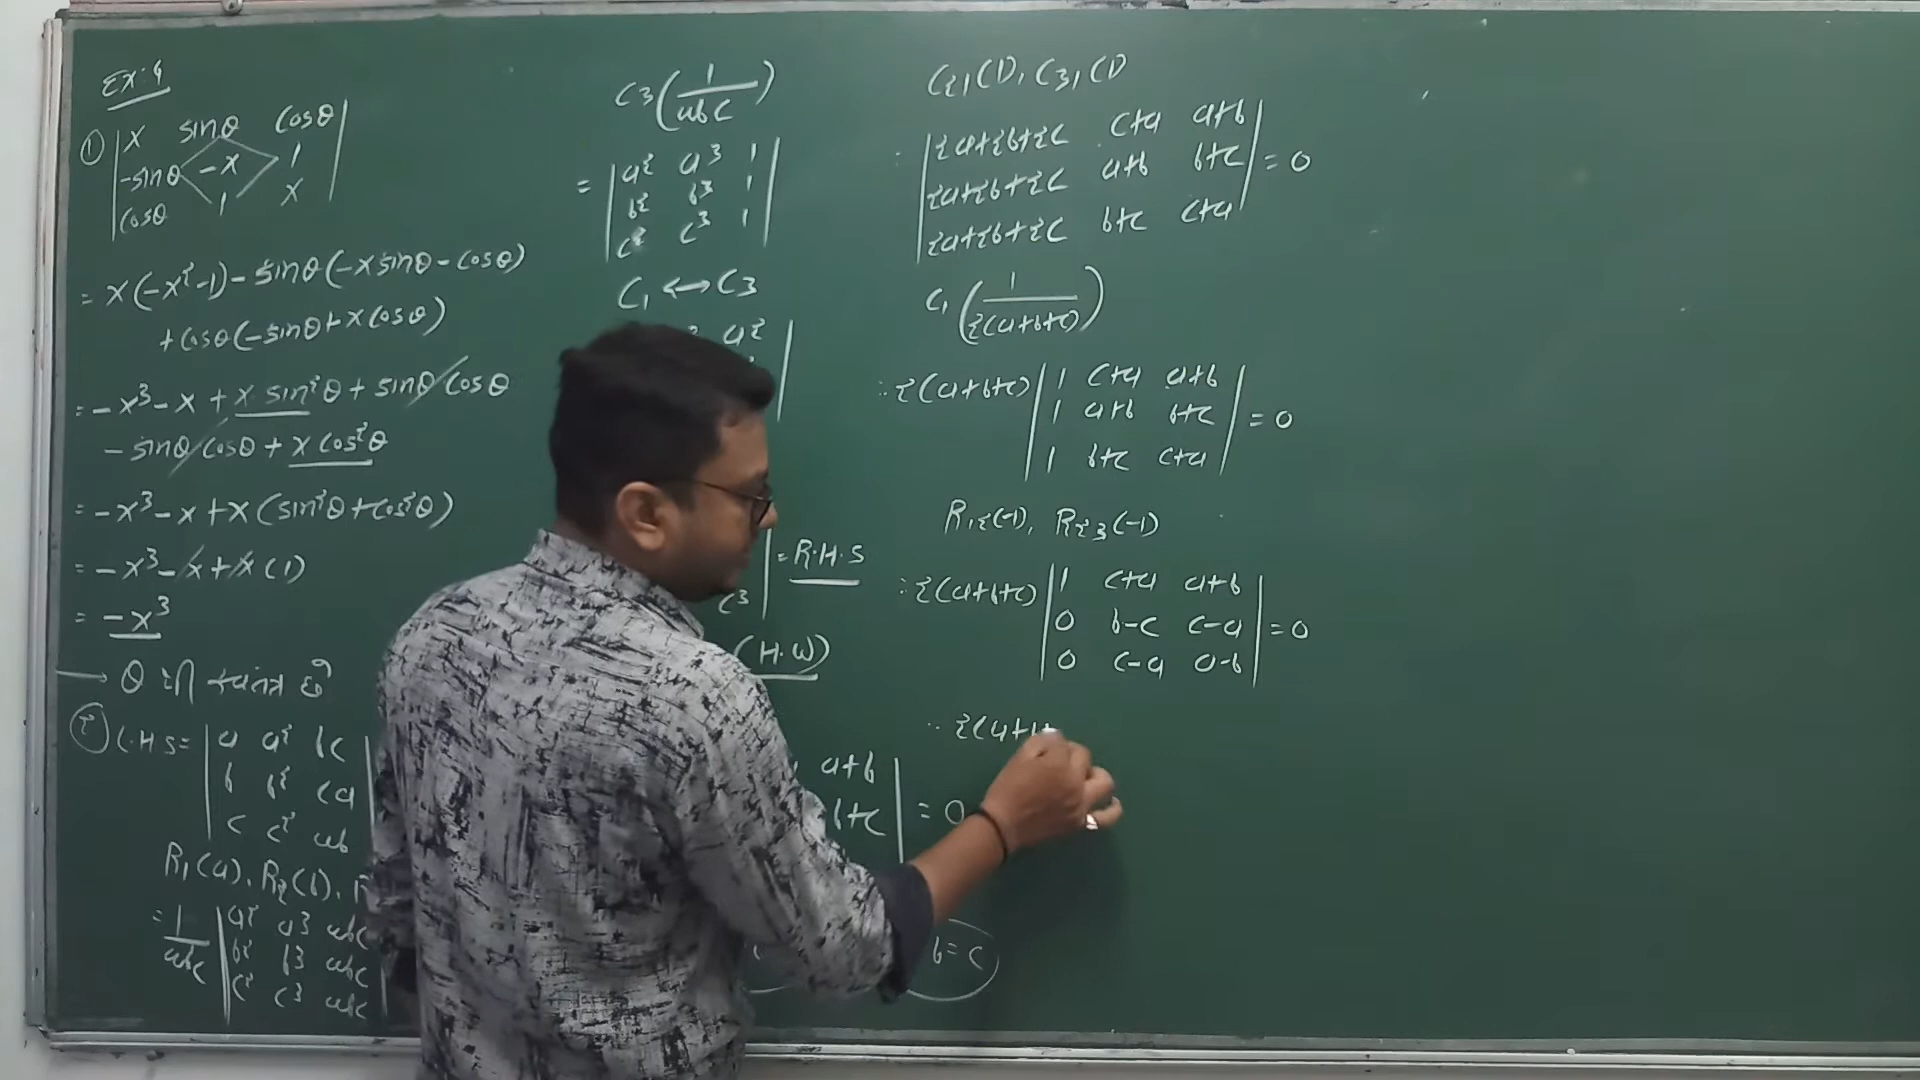 Ex:4
① | x sinθ cosθ |
| -sinθ -x 1 |
| cosθ 1 x |
= x(-x²-1) - sinθ(-x sinθ - cosθ)
+ cosθ(-sinθ + x cosθ)
= -x³ - x + x sin²θ + sinθ cosθ
- sinθ cosθ + x cos²θ
= -x³ - x + x(sin²θ + cos²θ)
= -x³ - x + x(1)
= -x³
→ θ થી સ્વતંત્ર છે
② L.H.S = | a a² bc |
| b b² ca |
| c c² ab |
R₁(a), R₂(b),
= 1/abc | a² a³ abc |
| b² b³ abc |
| c² c³ abc |
C₃(1/abc)
= | a² a³ 1 |
| b² b³ 1 |
| c² c³ 1 |
C₁ ↔ C₃
a² |
c³ | = R.H.S
(H.W)
a+b |
b+c | = 0
b=c
C₂₁(1), C₃₁(1)
∴ | 2a+2b+2c c+a a+b |
| 2a+2b+2c a+b b+c | = 0
| 2a+2b+2c b+c c+a |
C₁(1/2(a+b+c))
∴ 2(a+b+c) | 1 c+a a+b |
| 1 a+b b+c | = 0
| 1 b+c c+a |
R₁₂(-1), R₂₃(-1)
∴ 2(a+b+c) | 1 c+a a+b |
| 0 b-c c-a | = 0
| 0 c-a a-b |
∴ 2(a+b